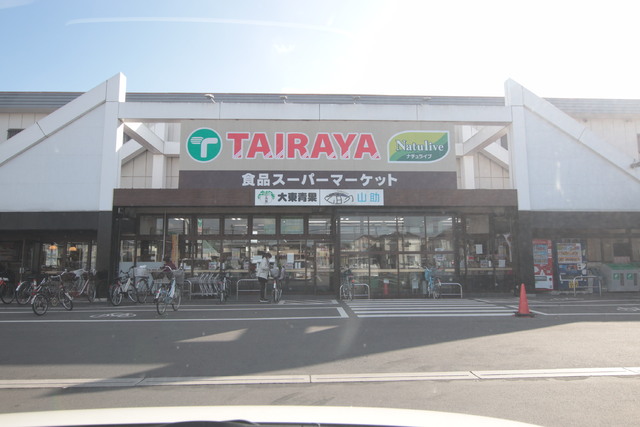 TAIRAYA
Natulive
ナチュライブ
食品スーパーマーケット
大東青果
山助